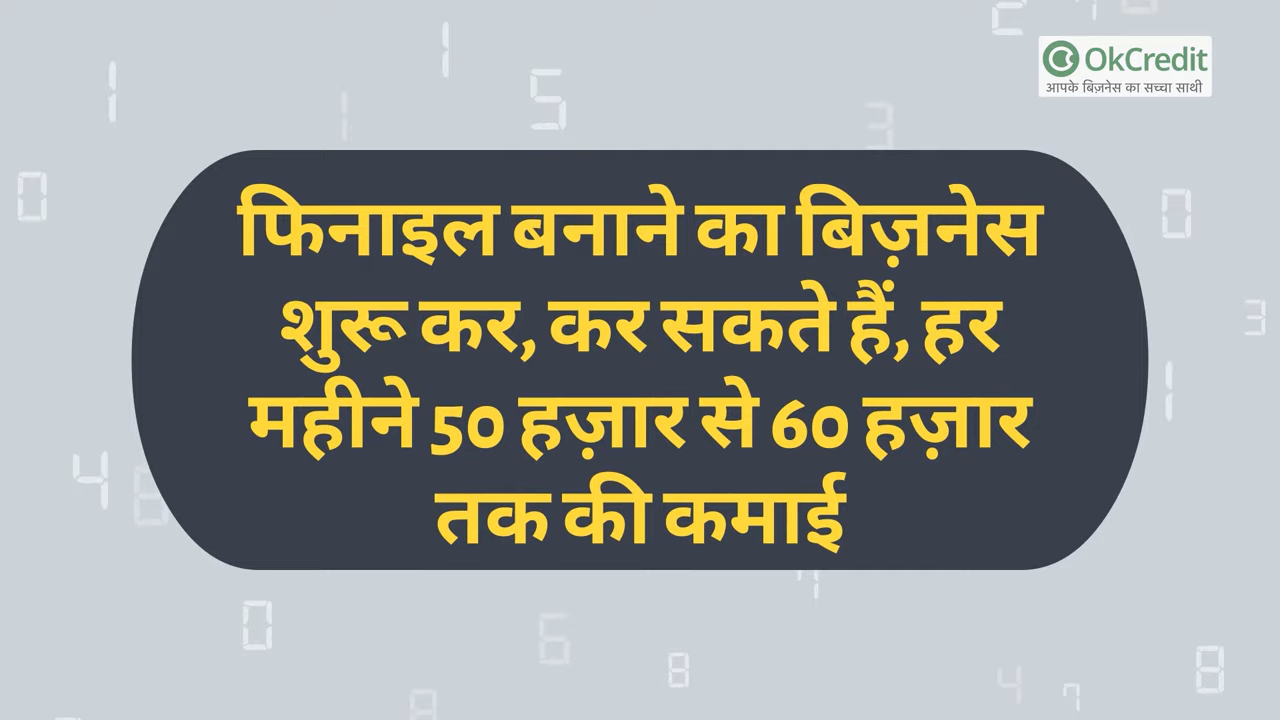 OkCredit
आपके बिज़नेस का सच्चा साथी
फिनाइल बनाने का बिज़नेस
शुरू कर, कर सकते हैं, हर
महीने 50 हज़ार से 60 हज़ार
तक की कमाई